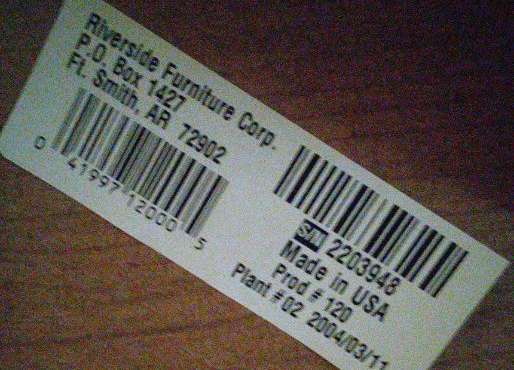 Riverside Furniture Corp.
P.O. Box 1427
Ft. Smith, AR 72902
0 41997 12000 5
S/N 2203948
Made in USA
Prod # 120
Plant # 02 2004/03/11